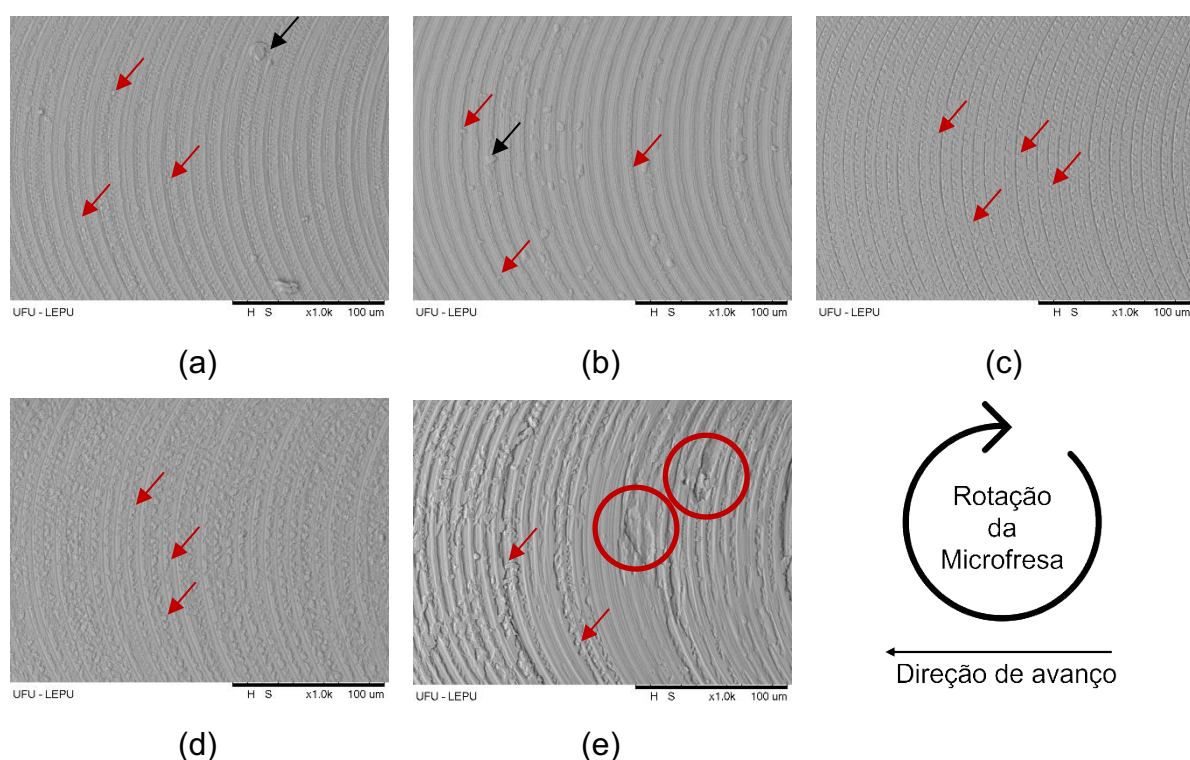 UFU - LEPU
H S x1.0k 100 um
UFU - LEPU
H S x1.0k 100 um
UFU - LEPU
H S x1.0k 100 um
(a)
(b)
(c)
Rotação
da
Microfresa
Direção de avanço
UFU - LEPU
H S x1.0k 100 um
UFU - LEPU
H S x1.0k 100 um
(d)
(e)